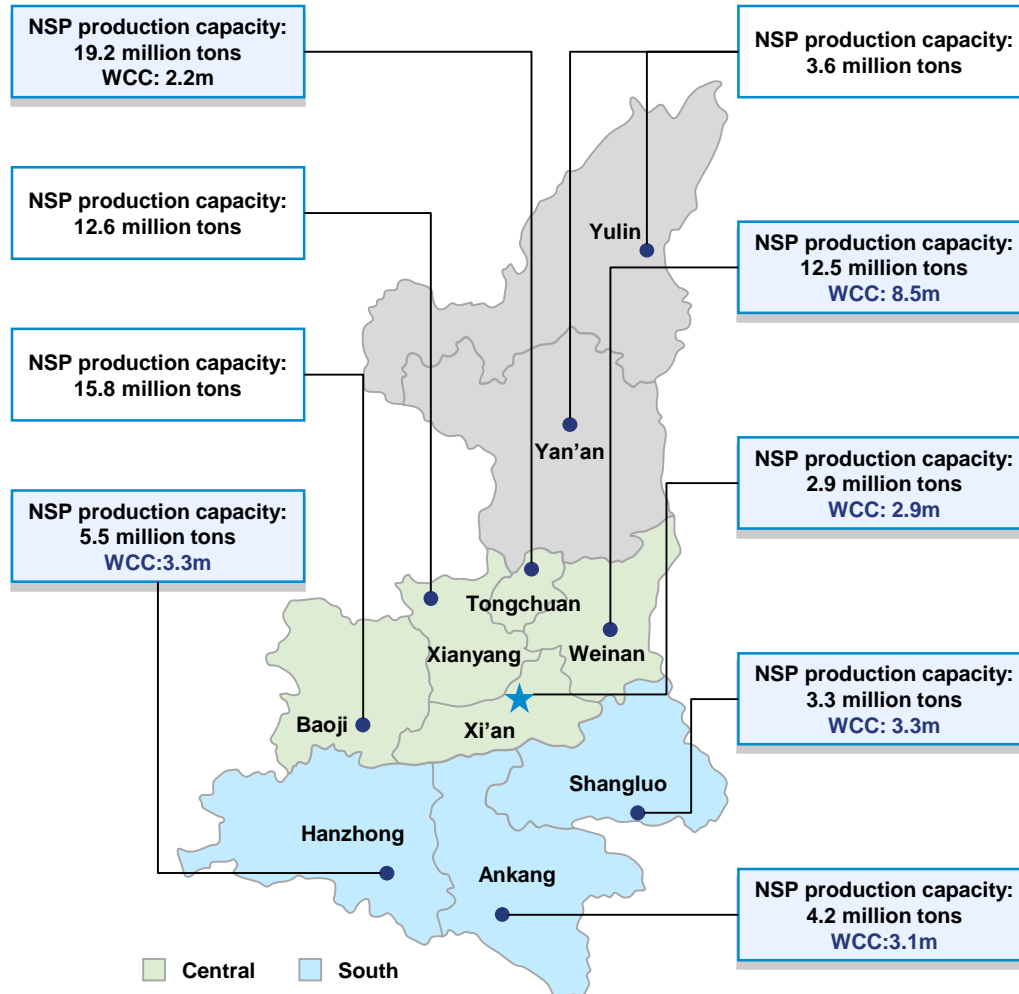 NSP production capacity:
19.2 million tons
WCC: 2.2m
NSP production capacity:
3.6 million tons
NSP production capacity:
12.6 million tons
Yulin
NSP production capacity:
12.5 million tons
WCC: 8.5m
NSP production capacity:
15.8 million tons
Yan’an
NSP production capacity:
2.9 million tons
WCC: 2.9m
NSP production capacity:
5.5 million tons
WCC:3.3m
Tongchuan
Xianyang
Weinan
Baoji
Xi’an
NSP production capacity:
3.3 million tons
WCC: 3.3m
Shangluo
Hanzhong
Ankang
NSP production capacity:
4.2 million tons
WCC:3.1m
Central
South